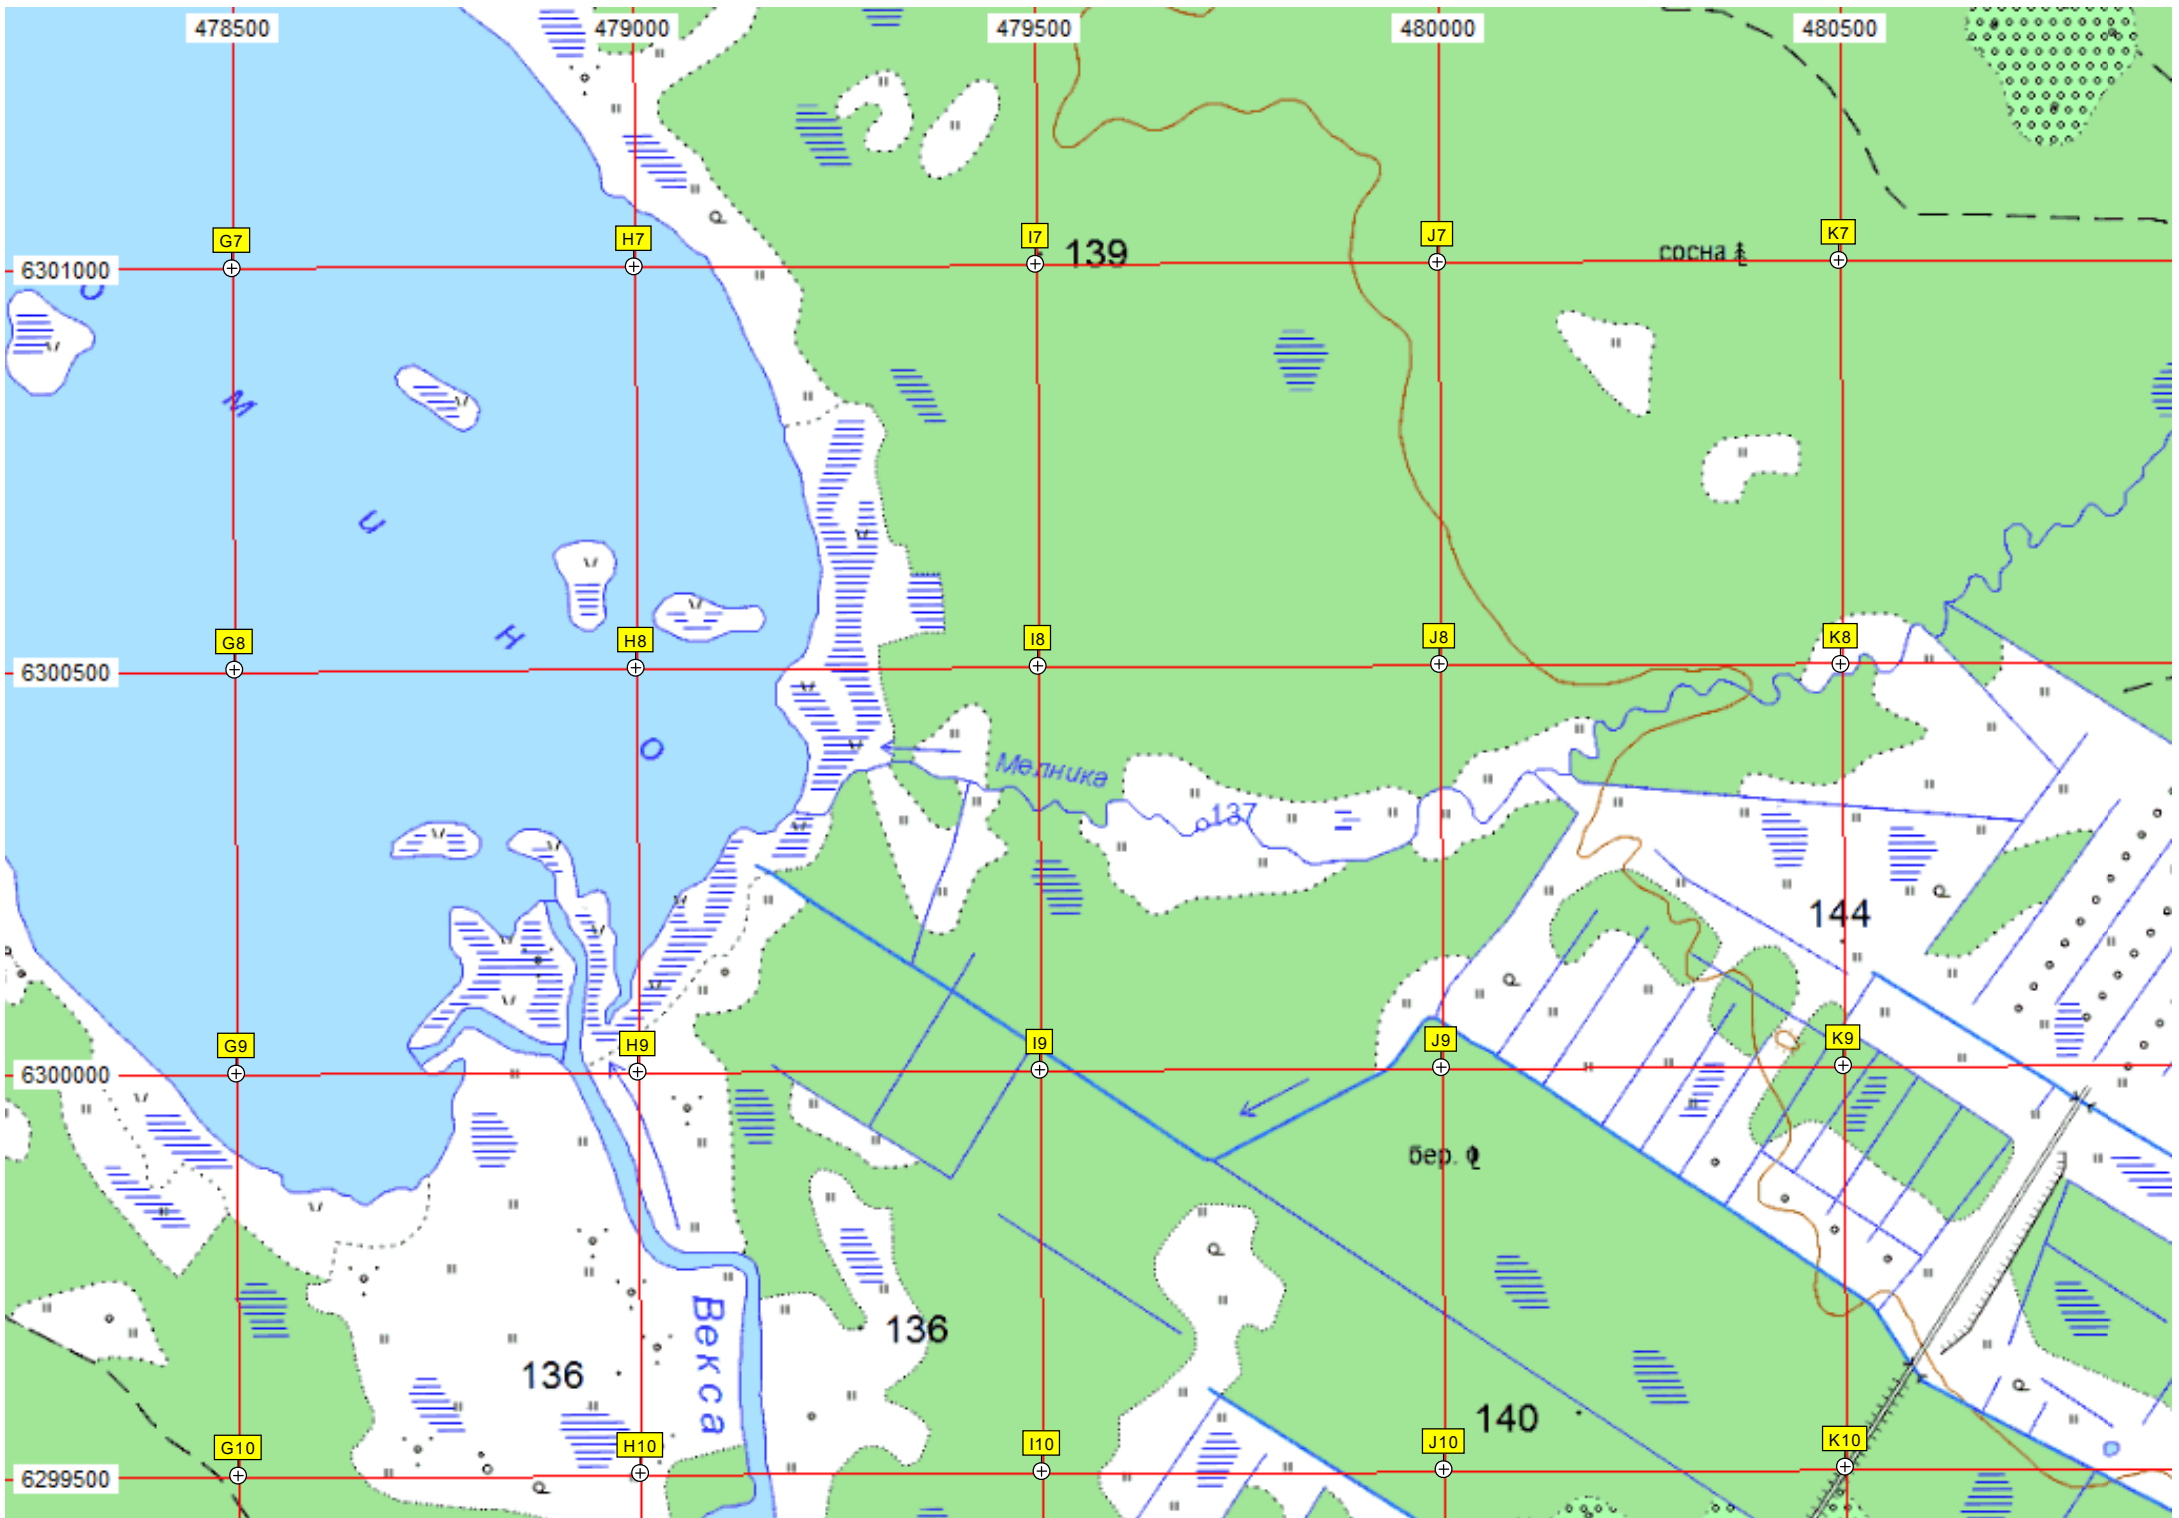 478500 479000 479500 480000 480500
G7 H7 I7 J7 K7
139
сосна
6301000
С
М
и
Н
О
G8 H8 I8 J8 K8
6300500
Мелника
137
144
G9 H9 I9 J9 K9
6300000
бер.
Векса
136
136
140
G10 H10 I10 J10 K10
6299500